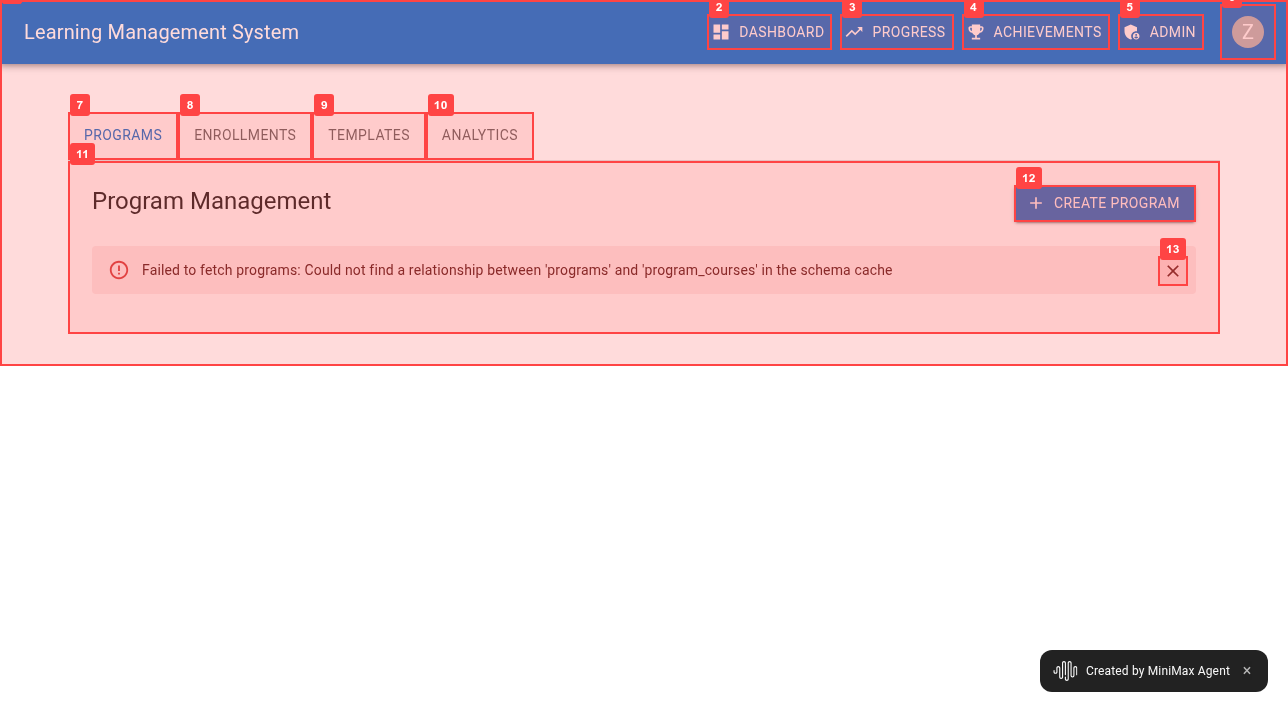 Learning Management System
2 3 4 5
DASHBOARD PROGRESS ACHIEVEMENTS ADMIN Z
7 8 9 10
PROGRAMS ENROLLMENTS TEMPLATES ANALYTICS
11
12
Program Management
CREATE PROGRAM
13
Failed to fetch programs: Could not find a relationship between 'programs' and 'program_courses' in the schema cache
Created by MiniMax Agent